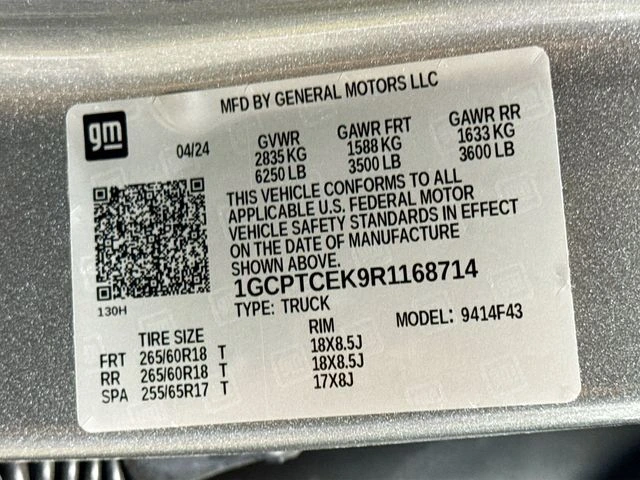 MFD BY GENERAL MOTORS LLC
gm
04/24
GVWR GAWR FRT GAWR RR
2835 KG 1588 KG 1633 KG
6250 LB 3500 LB 3600 LB
THIS VEHICLE CONFORMS TO ALL
APPLICABLE U.S. FEDERAL MOTOR
VEHICLE SAFETY STANDARDS IN EFFECT
ON THE DATE OF MANUFACTURE
SHOWN ABOVE.
1GCPTCEK9R1168714
130H
TYPE: TRUCK
MODEL: 9414F43
TIRE SIZE RIM
FRT 265/60R18 T 18X8.5J
RR 265/60R18 T 18X8.5J
SPA 255/65R17 T 17X8J